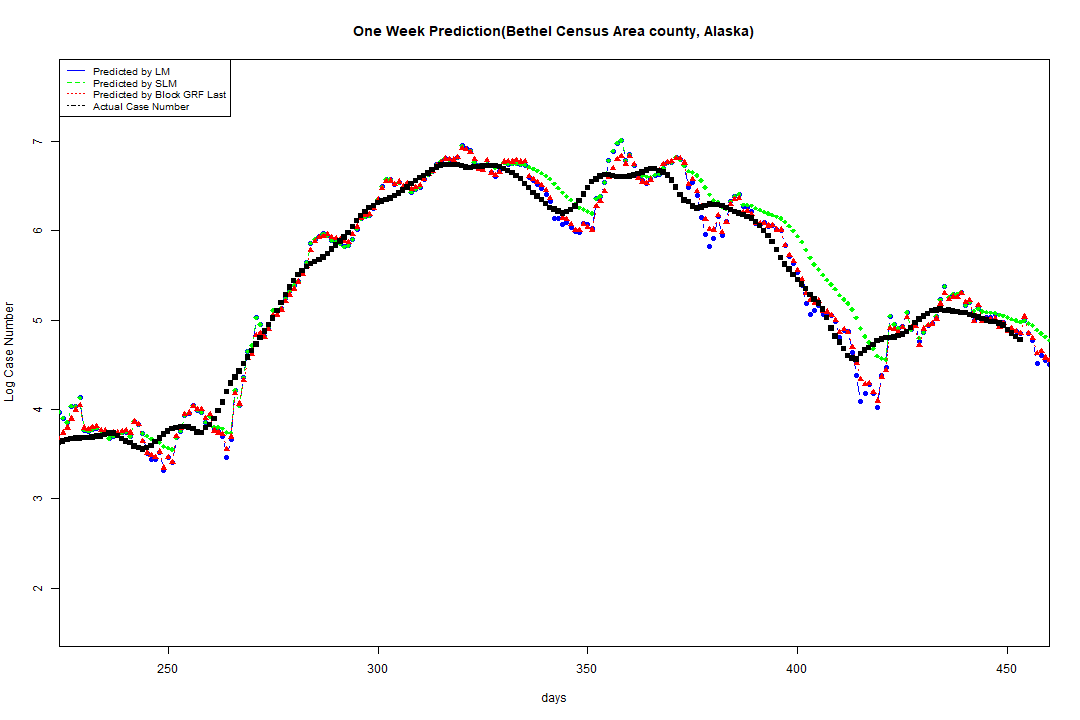 One Week Prediction(Bethel Census Area county, Alaska)
Predicted by LM
Predicted by SLM
Predicted by Block GRF Last
Actual Case Number
7
6
5
4
3
2
Log Case Number
250 300 350 400 450
days